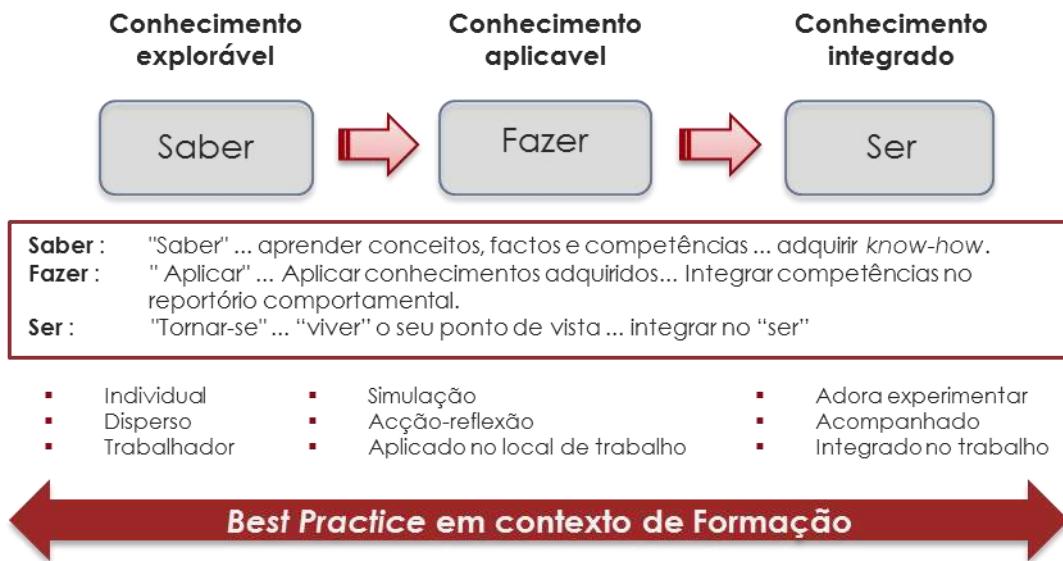 Conhecimento
explorável
Conhecimento
aplicavel
Conhecimento
integrado
Saber
Fazer
Ser
Saber : "Saber" ... aprender conceitos, factos e competências ... adquirir know-how.
Fazer : " Aplicar" ... Aplicar conhecimentos adquiridos... Integrar competências no
reportório comportamental.
Ser : "Tornar-se" ... “viver” o seu ponto de vista ... integrar no “ser”
▪ Individual
▪ Disperso
▪ Trabalhador
▪ Simulação
▪ Acção-reflexão
▪ Aplicado no local de trabalho
▪ Adora experimentar
▪ Acompanhado
▪ Integrado no trabalho
Best Practice em contexto de Formação